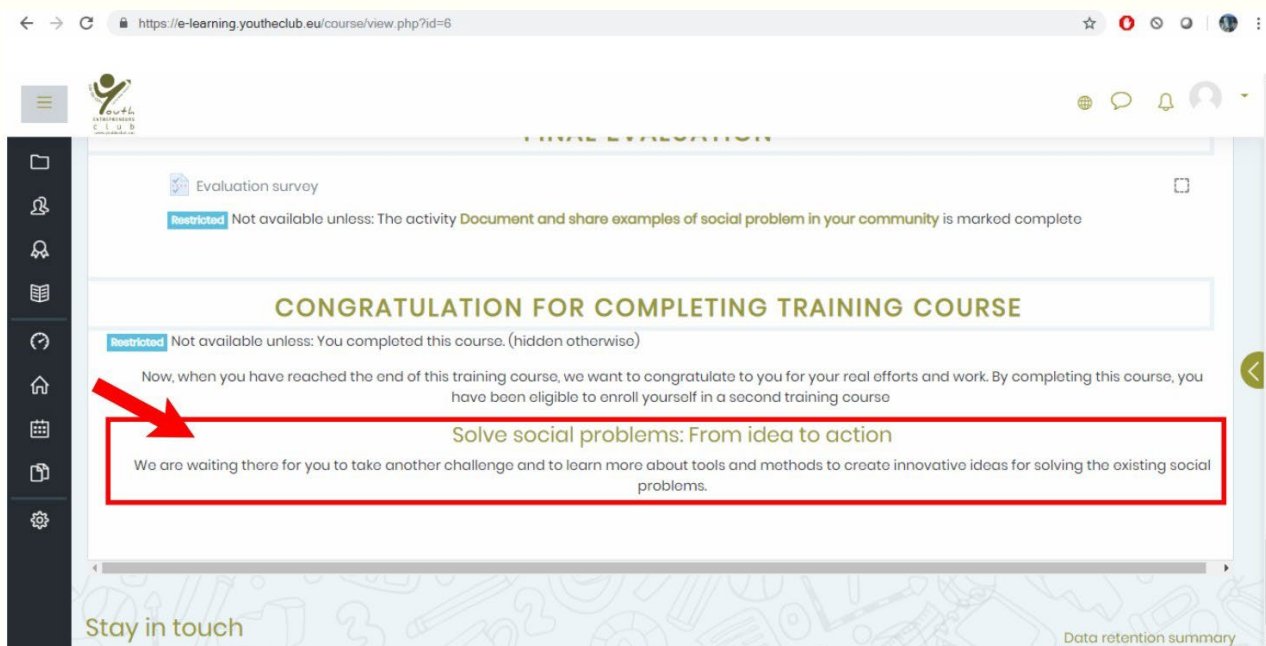 https://e-learning.youtheclub.eu/course/view.php?id=6
Youth
ENTREPRENEURS
club
FINAL EVALUATION
Evaluation survey
Restricted Not available unless: The activity Document and share examples of social problem in your community is marked complete
CONGRATULATION FOR COMPLETING TRAINING COURSE
Restricted Not available unless: You completed this course. (hidden otherwise)
Now, when you have reached the end of this training course, we want to congratulate to you for your real efforts and work. By completing this course, you
have been eligible to enroll yourself in a second training course
Solve social problems: From idea to action
We are waiting there for you to take another challenge and to learn more about tools and methods to create innovative ideas for solving the existing social
problems.
Stay in touch
Data retention summary